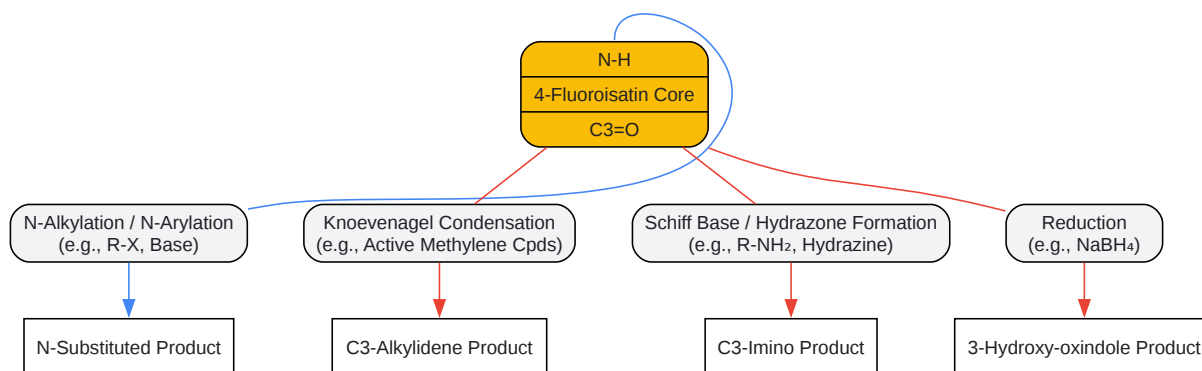 N-H
4-Fluoroisatin Core
C3=O
N-Alkylation / N-Arylation
(e.g., R-X, Base)
Knoevenagel Condensation
(e.g., Active Methylene Cpds)
Schiff Base / Hydrazone Formation
(e.g., R-NH₂, Hydrazine)
Reduction
(e.g., NaBH₄)
N-Substituted Product
C3-Alkylidene Product
C3-Imino Product
3-Hydroxy-oxindole Product